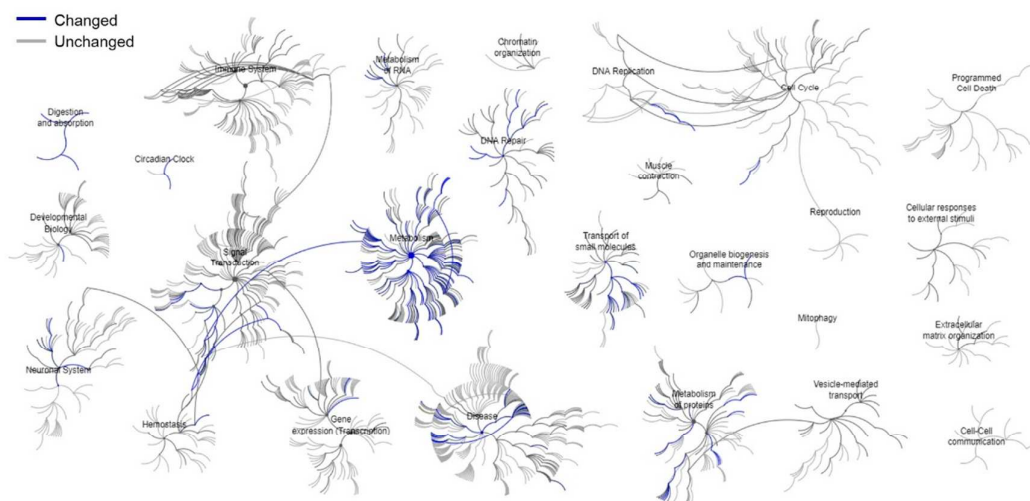 Changed
Unchanged
Immune System
Metabolism
of RNA
Chromatin
organization
DNA Replication
Cell Cycle
Programmed
Cell Death
Digestion
and absorption
Circadian Clock
DNA Repair
Muscle
contraction
Developmental
Biology
Signal
Transduction
Metabolism
Transport of
small molecules
Organelle biogenesis
and maintenance
Reproduction
Cellular responses
to external stimuli
Mitophagy
Extracellular
matrix organization
Neuronal System
Hemostasis
Gene
expression (Transcription)
Disease
Metabolism
of proteins
Vesicle-mediated
transport
Cell-Cell
communication